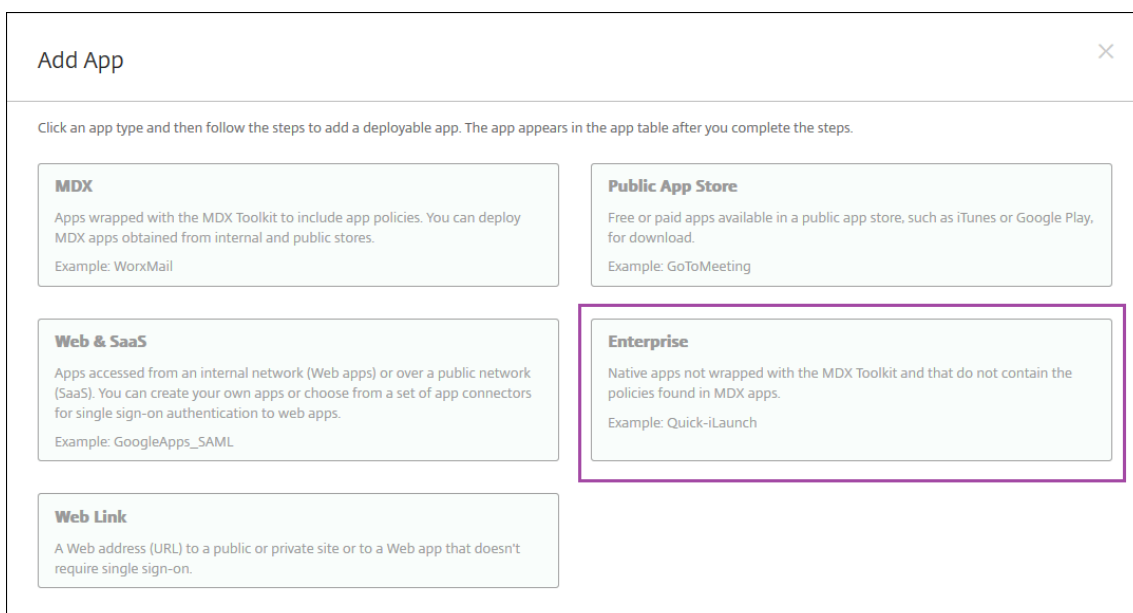 Add App
Click an app type and then follow the steps to add a deployable app. The app appears in the app table after you complete the steps.
MDX
Apps wrapped with the MDX Toolkit to include app policies. You can deploy
MDX apps obtained from internal and public stores.
Example: WorxMail
Public App Store
Free or paid apps available in a public app store, such as iTunes or Google Play,
for download.
Example: GoToMeeting
Web & SaaS
Apps accessed from an internal network (Web apps) or over a public network
(SaaS). You can create your own apps or choose from a set of app connectors
for single sign-on authentication to web apps.
Example: GoogleApps_SAML
Enterprise
Native apps not wrapped with the MDX Toolkit and that do not contain the
policies found in MDX apps.
Example: Quick-iLaunch
Web Link
A Web address (URL) to a public or private site or to a Web app that doesn't
require single sign-on.